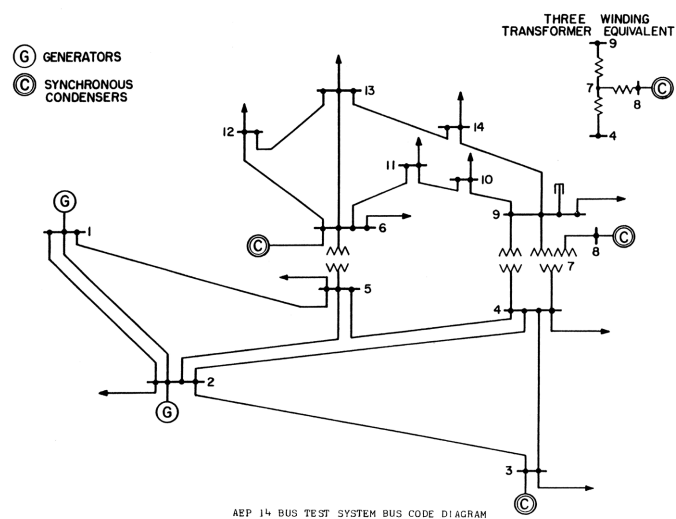 THREE WINDING
TRANSFORMER EQUIVALENT
9
7
8
C
4
G GENERATORS
C SYNCHRONOUS
CONDENSERS
13
12
14
11
10
G
1
9
6
C
8
C
7
5
4
2
G
3
C
AEP 14 BUS TEST SYSTEM BUS CODE DIAGRAM